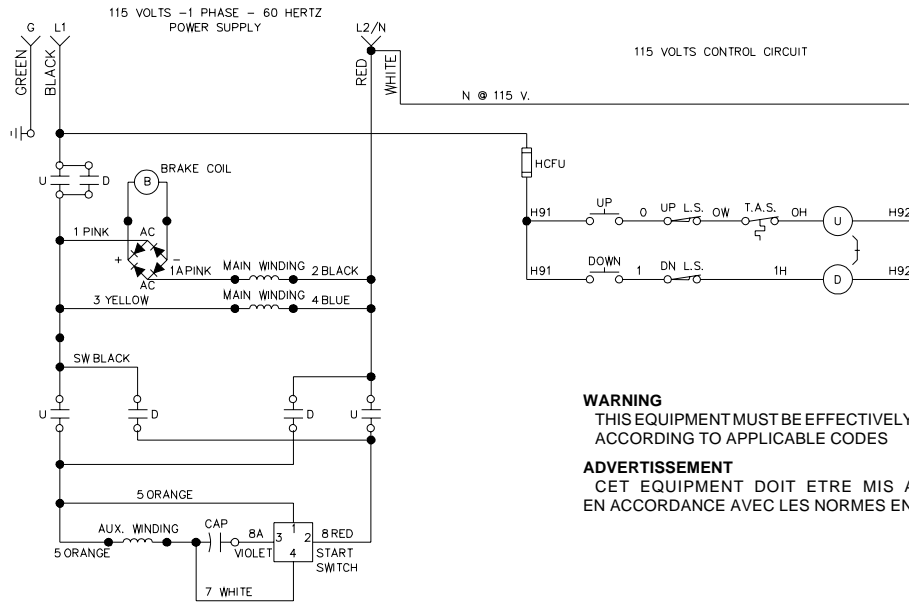 115 VOLTS -1 PHASE - 60 HERTZ
POWER SUPPLY
G L1 L2/N
GREEN
BLACK
RED
WHITE
115 VOLTS CONTROL CIRCUIT
N @ 115 V.
HCFU
BRAKE COIL
B
U D
1 PINK AC
+ -
1A PINK MAIN WINDING 2 BLACK
AC
3 YELLOW MAIN WINDING 4 BLUE
H91 UP O UP L.S. OW T.A.S. OH U H92
H91 DOWN 1 DN L.S. 1H D H92
SW BLACK
U D D U
5 ORANGE
AUX. WINDING CAP 8A 3 1 2 8 RED
5 ORANGE VIOLET 4 START
SWITCH
7 WHITE
WARNING
THIS EQUIPMENT MUST BE EFFECTIVELY
ACCORDING TO APPLICABLE CODES
ADVERTISSEMENT
CET EQUIPMENT DOIT ETRE MIS A
EN ACCORDANCE AVEC LES NORMES EN